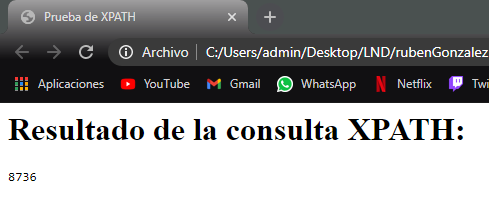 Prueba de XPATH
Archivo | C:/Users/admin/Desktop/LND/rubenGonzalez
Aplicaciones YouTube Gmail WhatsApp Netflix Twi
Resultado de la consulta XPATH:
8736